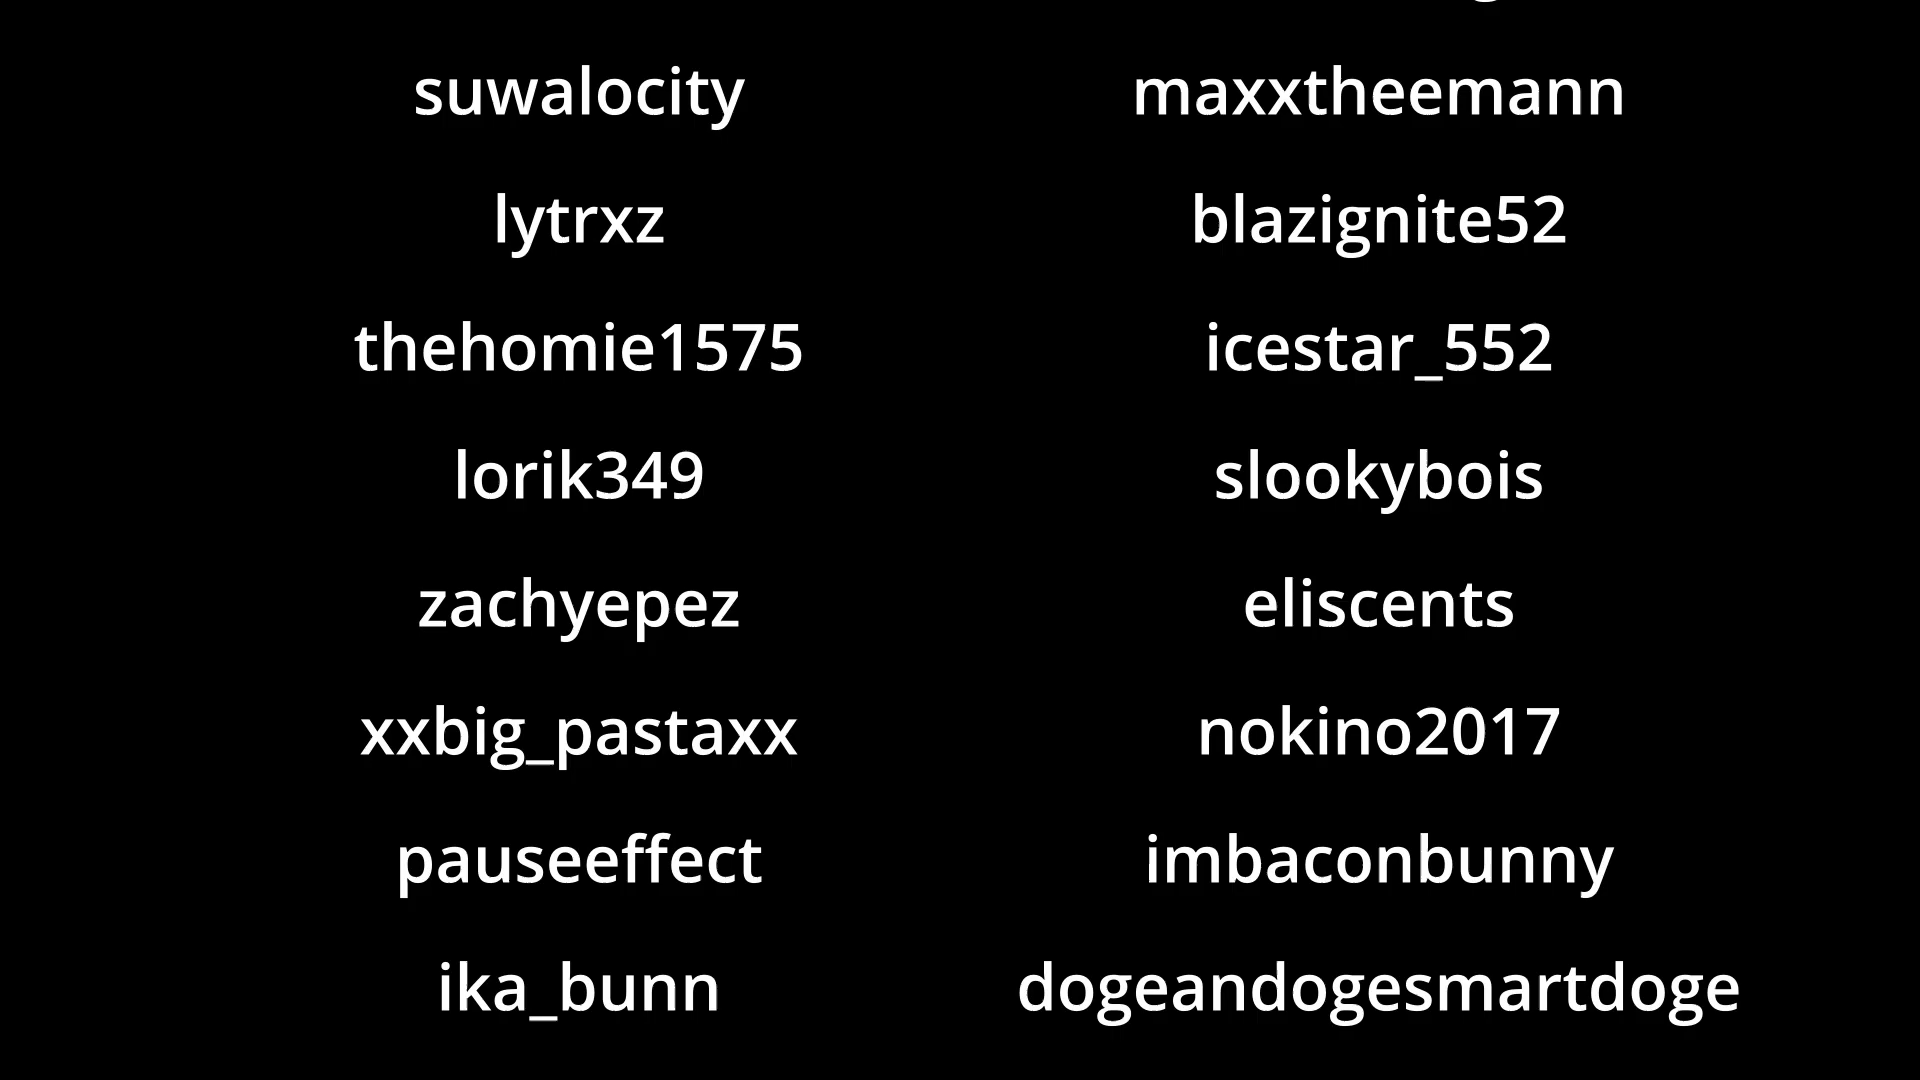 suwalocity maxxtheemann
lytrxz blazignite52
thehomie1575 icestar_552
lorik349 slookybois
zachyepez eliscents
xxbig_pastaxx nokino2017
pauseeffect imbaconbunny
ika_bunn dogeandogesmartdoge